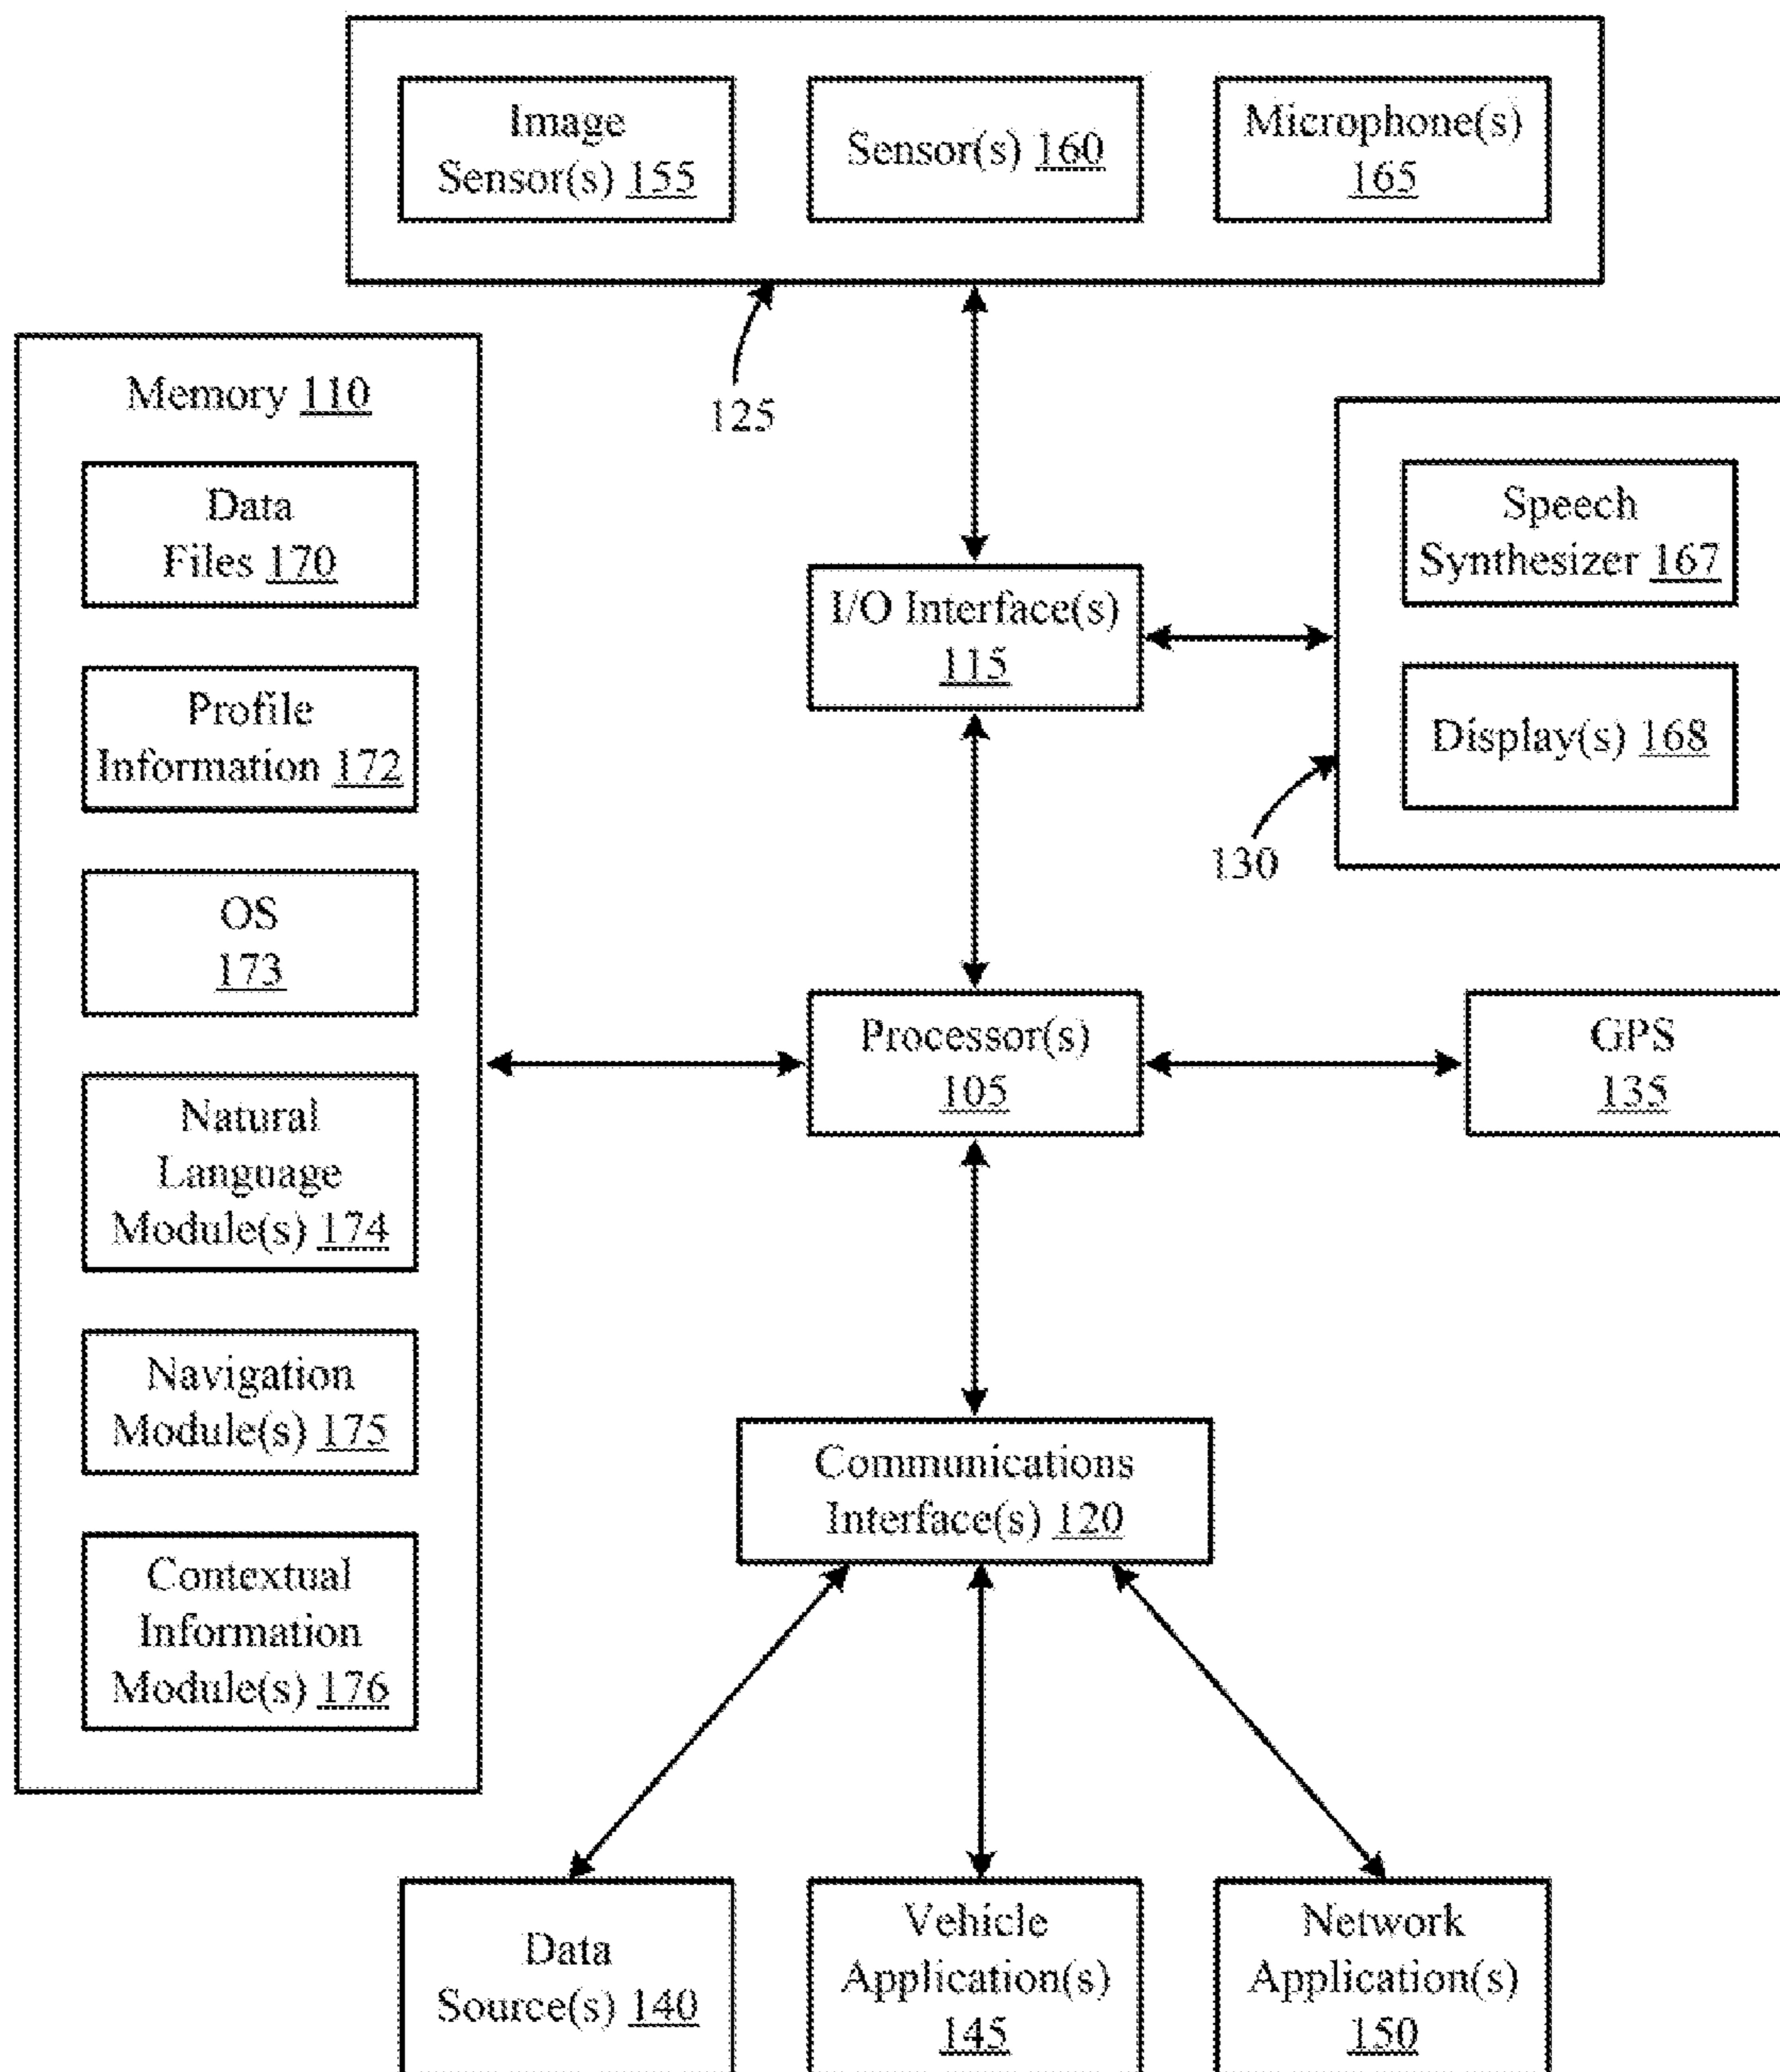 Image
Sensor(s) 155
Sensor(s) 160
Microphone(s)
165
125
Memory 110
Data
Files 170
Profile
Information 172
OS
173
Natural
Language
Module(s) 174
Navigation
Module(s) 175
Contextual
Information
Module(s) 176
I/O Interface(s)
115
Speech
Synthesizer 167
Display(s) 168
130
Processor(s)
105
GPS
135
Communications
Interface(s) 120
Data
Source(s) 140
Vehicle
Application(s)
145
Network
Application(s)
150